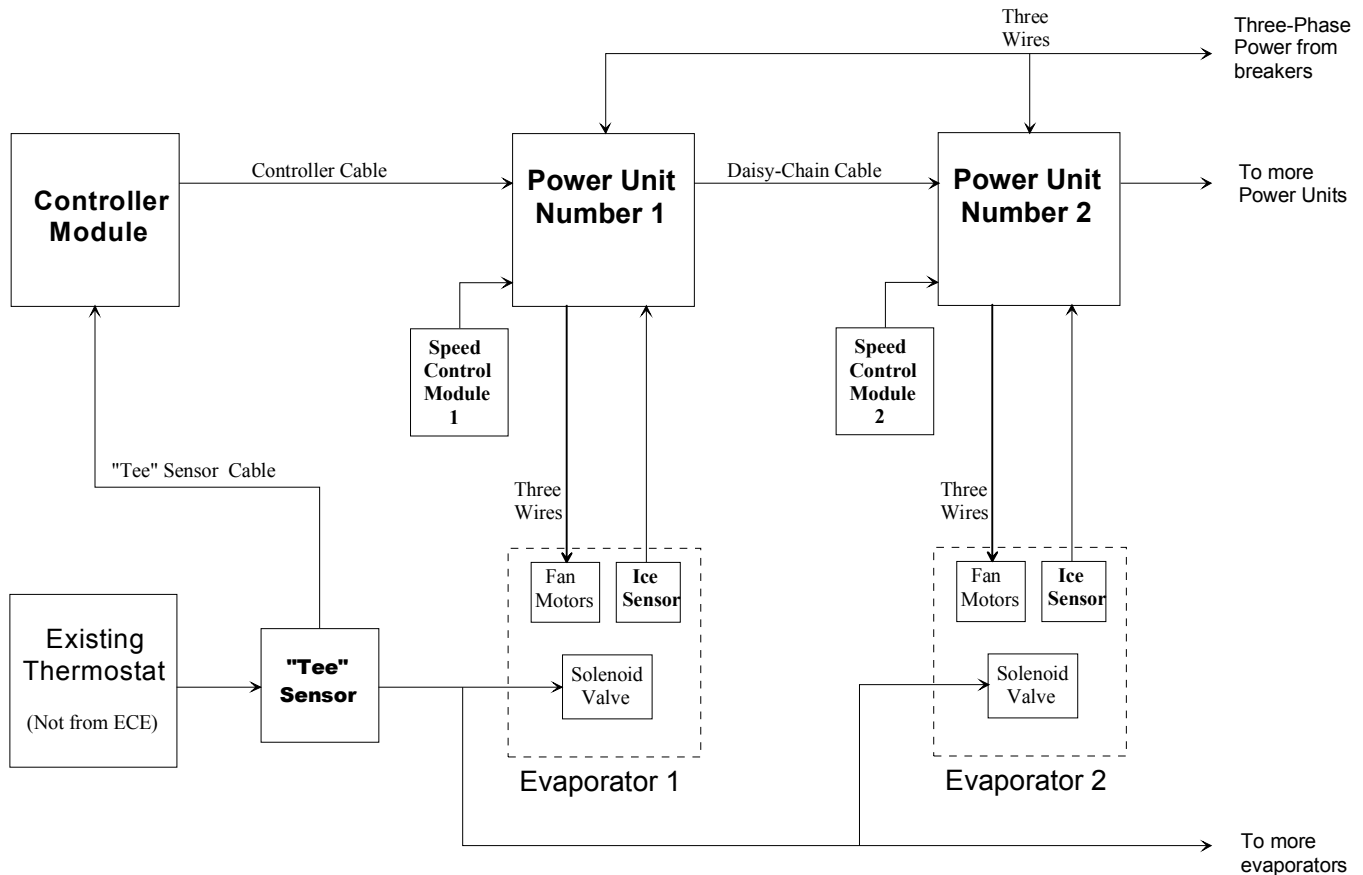 Three
Wires
Three-Phase
Power from
breakers
Controller
Module
Controller Cable
Power Unit
Number 1
Daisy-Chain Cable
Power Unit
Number 2
To more
Power Units
Speed
Control
Module
1
Speed
Control
Module
2
"Tee" Sensor Cable
Three
Wires
Three
Wires
Fan
Motors
Ice
Sensor
Fan
Motors
Ice
Sensor
Existing
Thermostat
(Not from ECE)
"Tee"
Sensor
Solenoid
Valve
Solenoid
Valve
Evaporator 1
Evaporator 2
To more
evaporators